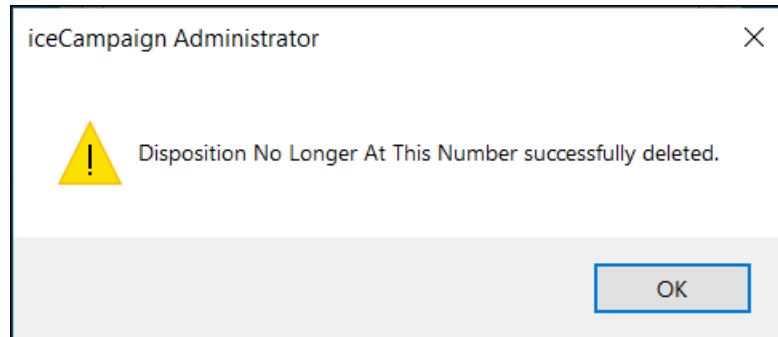 iceCampaign Administrator
Disposition No Longer At This Number successfully deleted.
OK